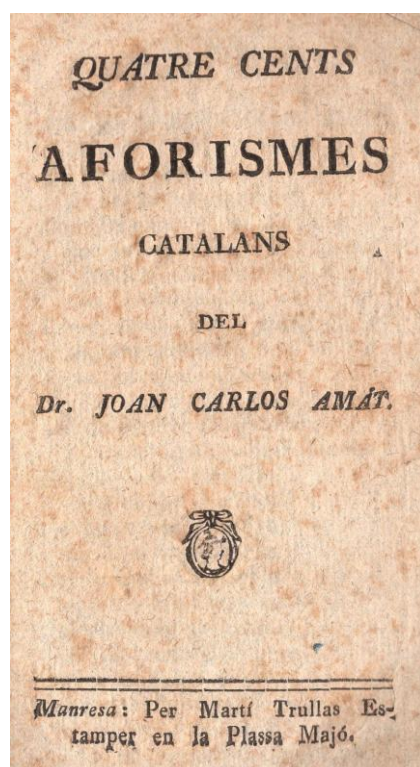 QUATRE CENTS
AFORISMES
CATALANS
DEL
Dr. JOAN CARLOS AMÁT.
Manresa: Per Martí Trullas Es-
tamper en la Plassa Majó.